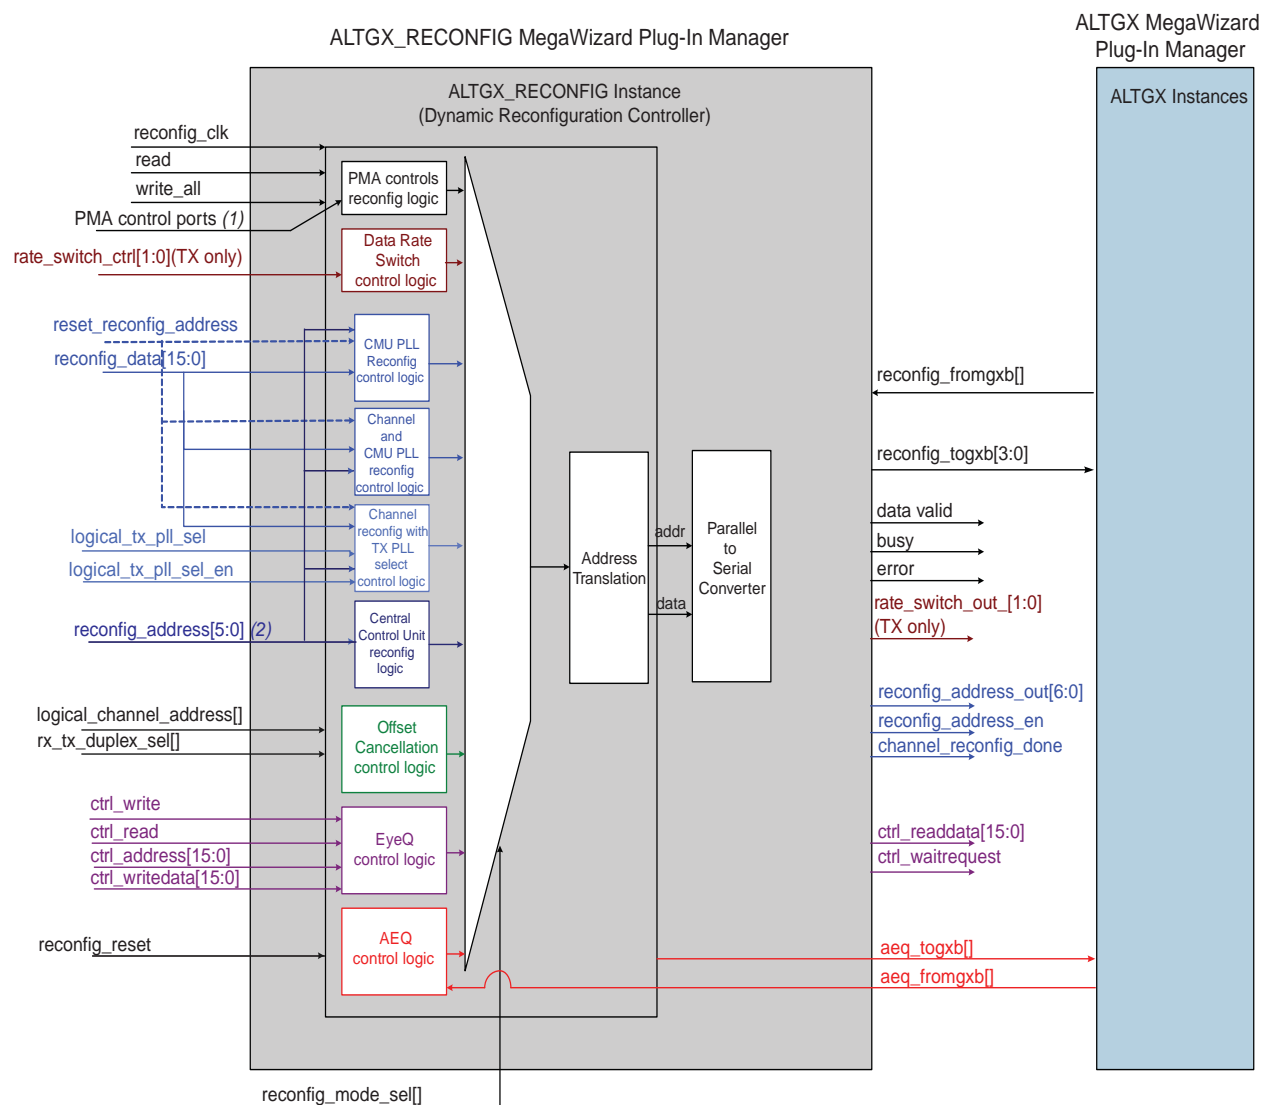 ALTGX_RECONFIG MegaWizard Plug-In Manager
ALTGX MegaWizard
Plug-In Manager
ALTGX_RECONFIG Instance
(Dynamic Reconfiguration Controller)
ALTGX Instances
reconfig_clk
read
write_all
PMA control ports (1)
PMA controls
reconfig logic
rate_switch_ctrl[1:0](TX only)
Data Rate
Switch
control logic
reset_reconfig_address
reconfig_data[15:0]
CMU PLL
Reconfig
control logic
Channel
and
CMU PLL
reconfig
control logic
logical_tx_pll_sel
logical_tx_pll_sel_en
Channel
reconfig with
TX PLL
select
control logic
reconfig_address[5:0] (2)
Central
Control Unit
reconfig
logic
logical_channel_address[]
rx_tx_duplex_sel[]
Offset
Cancellation
control logic
ctrl_write
ctrl_read
ctrl_address[15:0]
ctrl_writedata[15:0]
EyeQ
control logic
reconfig_reset
AEQ
control logic
reconfig_mode_sel[]
Address
Translation
addr
data
Parallel
to
Serial
Converter
reconfig_fromgxb[]
reconfig_togxb[3:0]
data valid
busy
error
rate_switch_out_[1:0]
(TX only)
reconfig_address_out[6:0]
reconfig_address_en
channel_reconfig_done
ctrl_readdata[15:0]
ctrl_waitrequest
aeq_togxb[]
aeq_fromgxb[]